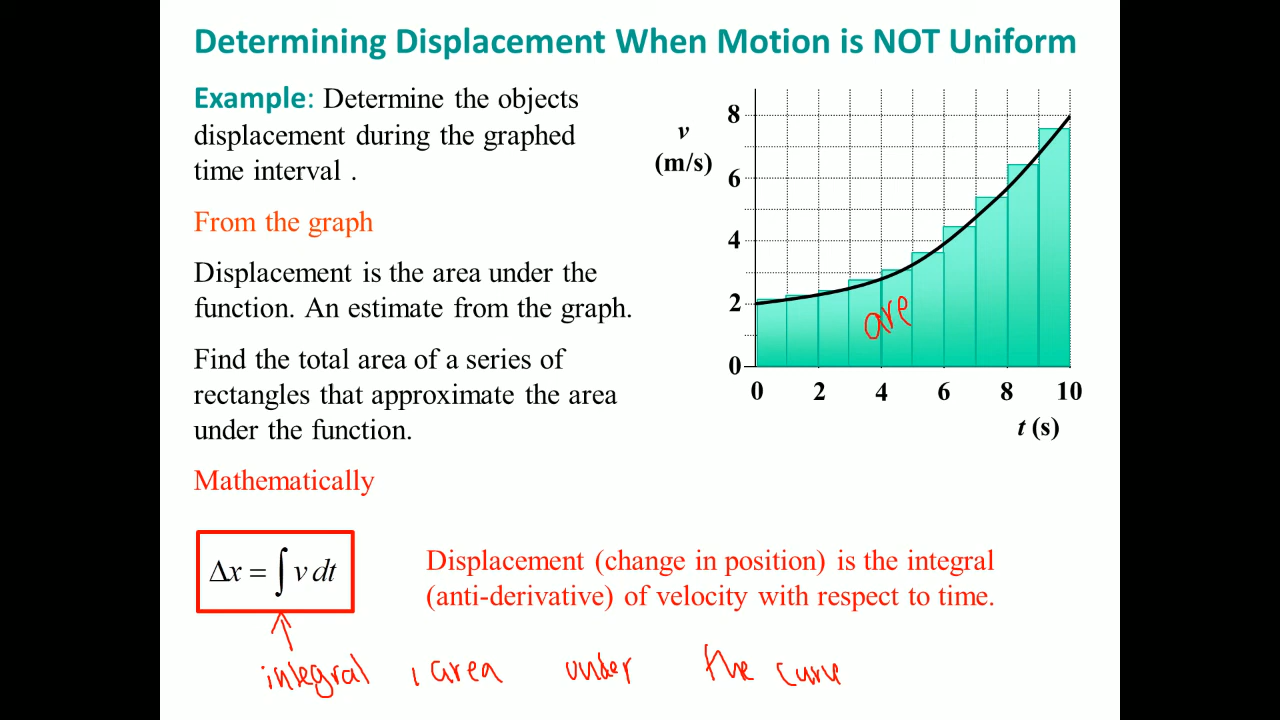 Determining Displacement When Motion is NOT Uniform
Example: Determine the objects
displacement during the graphed
time interval .
From the graph
Displacement is the area under the
function. An estimate from the graph.
Find the total area of a series of
rectangles that approximate the area
under the function.
Mathematically
Δx = ∫ v dt
Displacement (change in position) is the integral
(anti-derivative) of velocity with respect to time.
integral , area under the curve
v
(m/s)
8
6
4
2
0
are
0 2 4 6 8 10
t (s)